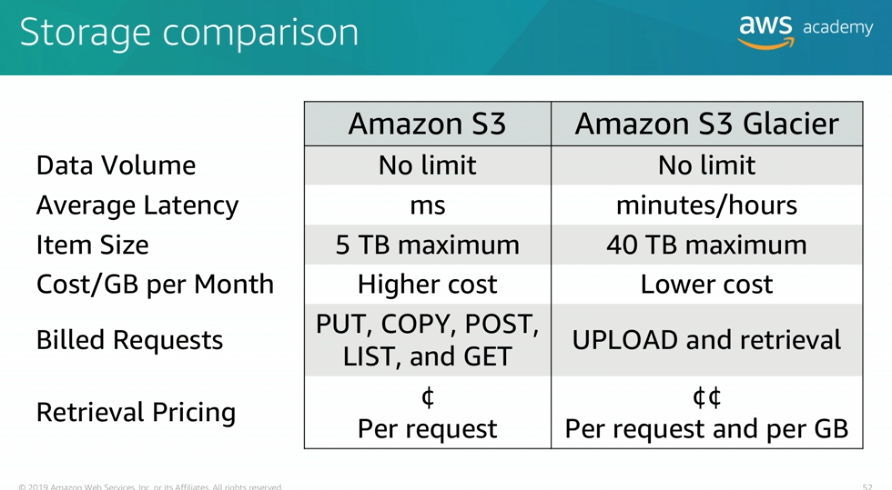 Storage comparison
aws academy
Amazon S3 Amazon S3 Glacier
Data Volume No limit No limit
Average Latency ms minutes/hours
Item Size 5 TB maximum 40 TB maximum
Cost/GB per Month Higher cost Lower cost
Billed Requests PUT, COPY, POST, UPLOAD and retrieval
LIST, and GET
Retrieval Pricing ¢ ¢¢
Per request Per request and per GB
© 2019 Amazon Web Services, Inc. or its Affiliates. All rights reserved.
52